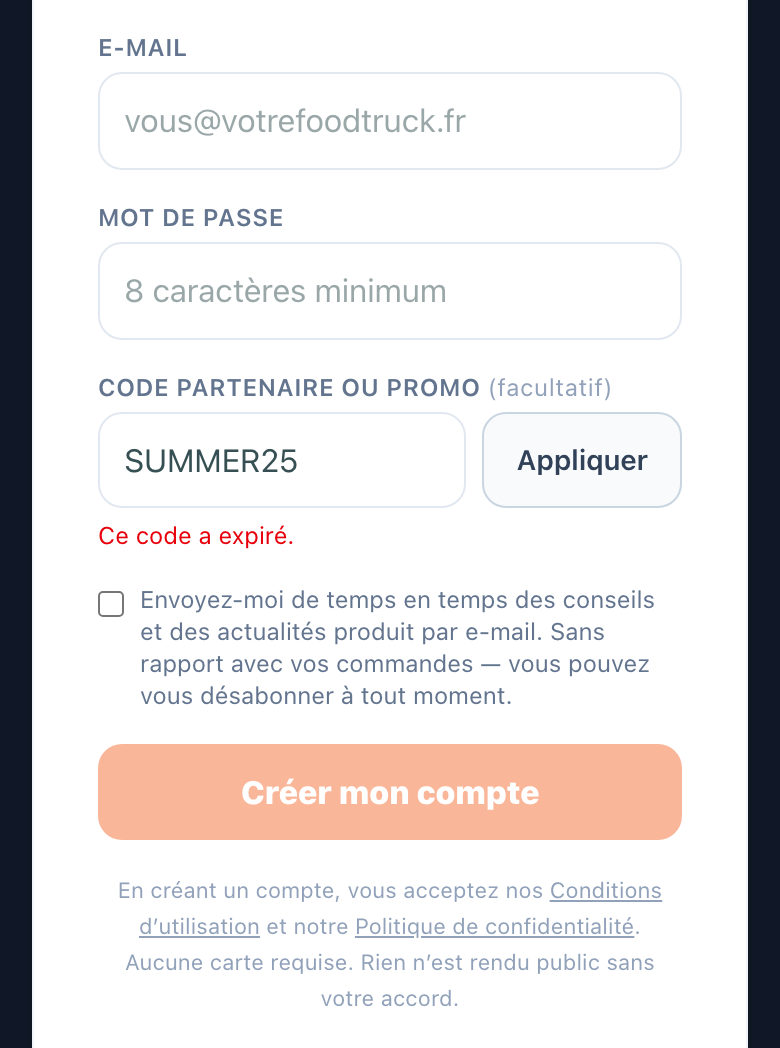 E-MAIL
vous@votrefoodtruck.fr
MOT DE PASSE
8 caractères minimum
CODE PARTENAIRE OU PROMO (facultatif)
SUMMER25
Appliquer
Ce code a expiré.
Envoyez-moi de temps en temps des conseils
et des actualités produit par e-mail. Sans
rapport avec vos commandes — vous pouvez
vous désabonner à tout moment.
Créer mon compte
En créant un compte, vous acceptez nos Conditions
d’utilisation et notre Politique de confidentialité.
Aucune carte requise. Rien n’est rendu public sans
votre accord.